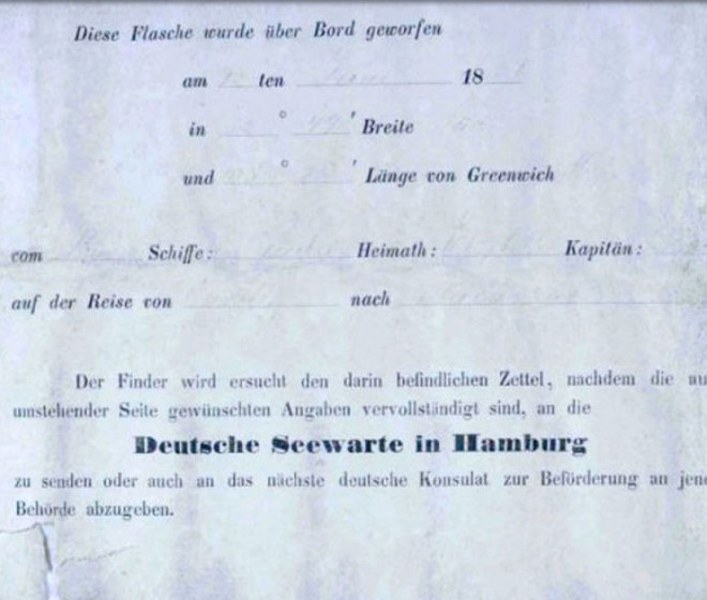 Diese Flasche wurde über Bord geworfen
am ten 18
in ° ' Breite
und ° ' Länge von Greenwich
vom Schiffe: Heimath: Kapitän:
auf der Reise von nach
Der Finder wird ersucht den darin befindlichen Zettel, nachdem die au
umstehender Seite gewünschten Angaben vervollständigt sind, an die
Deutsche Seewarte in Hamburg
zu senden oder auch an das nächste deutsche Konsulat zur Beförderung an jene
Behörde abzugeben.